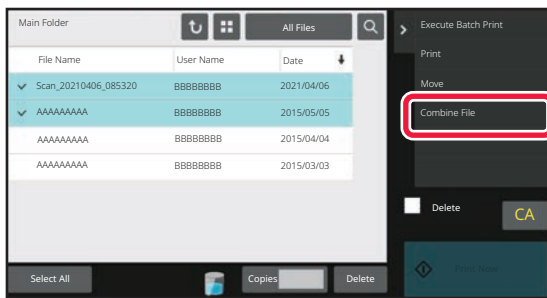 Main Folder
All Files
File Name User Name Date
Scan_20210406_085320 BBBBBBBB 2021/04/06
AAAAAAAAA BBBBBBBB 2015/05/05
AAAAAAAAA BBBBBBBB 2015/04/04
AAAAAAAAA BBBBBBBB 2015/03/03
Select All
Copies
Delete
Execute Batch Print
Print
Move
Combine File
Delete
CA
Print Now